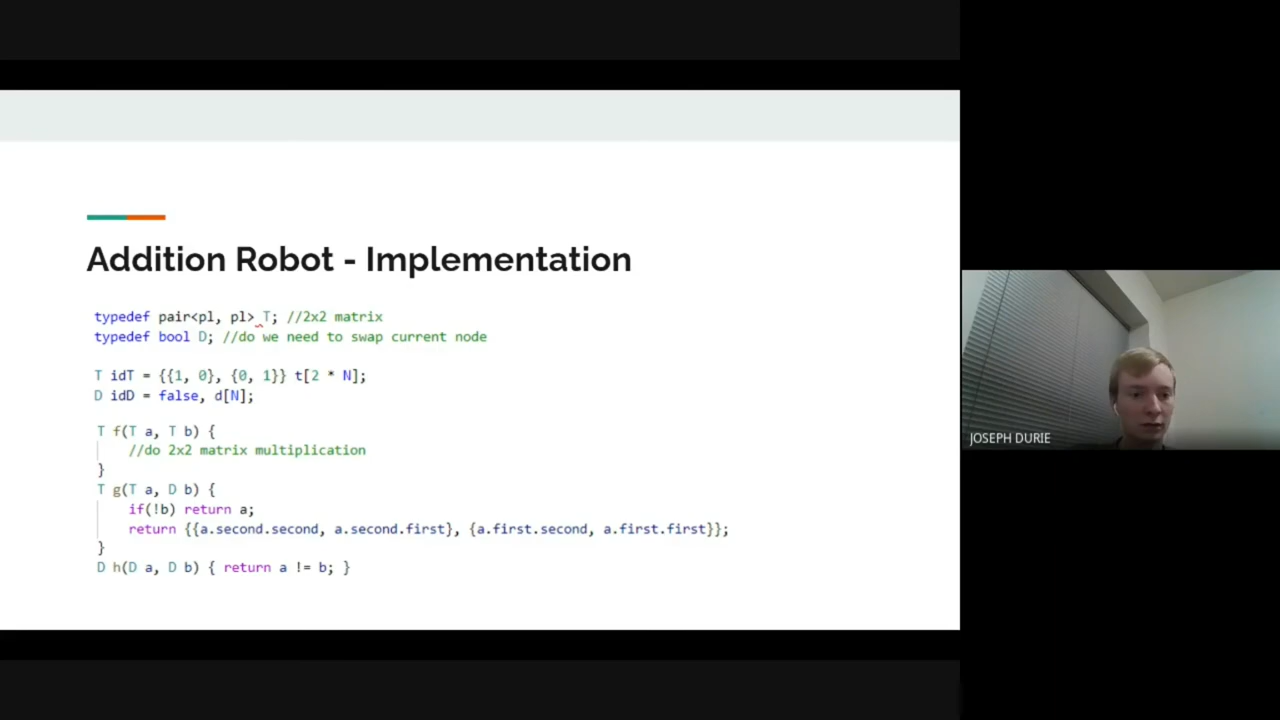 Addition Robot - Implementation
typedef pair<pl, pl> T; //2x2 matrix
typedef bool D; //do we need to swap current node
T idT = {{1, 0}, {0, 1}} t[2 * N];
D idD = false, d[N];
T f(T a, T b) {
//do 2x2 matrix multiplication
}
T g(T a, D b) {
if(!b) return a;
return {{a.second.second, a.second.first}, {a.first.second, a.first.first}};
}
D h(D a, D b) { return a != b; }
JOSEPH DURIE